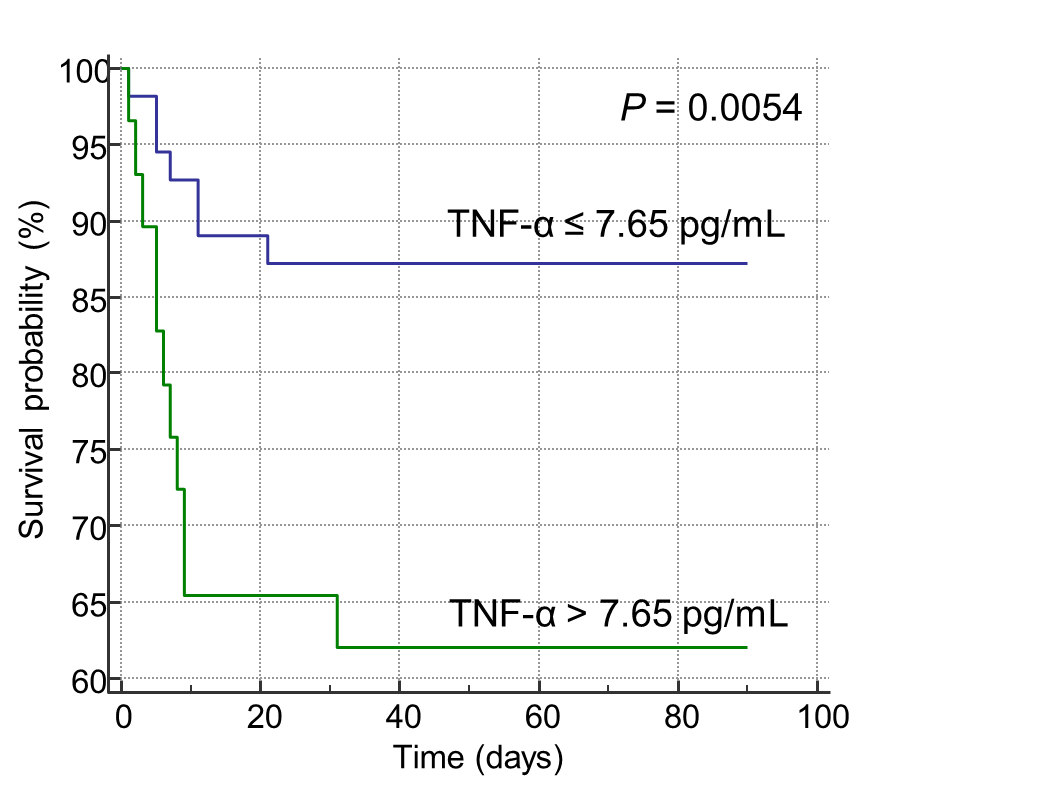 P = 0.0054
TNF-α ≤ 7.65 pg/mL
TNF-α > 7.65 pg/mL
Survival probability (%)
100
95
90
85
80
75
70
65
60
0 20 40 60 80 100
Time (days)